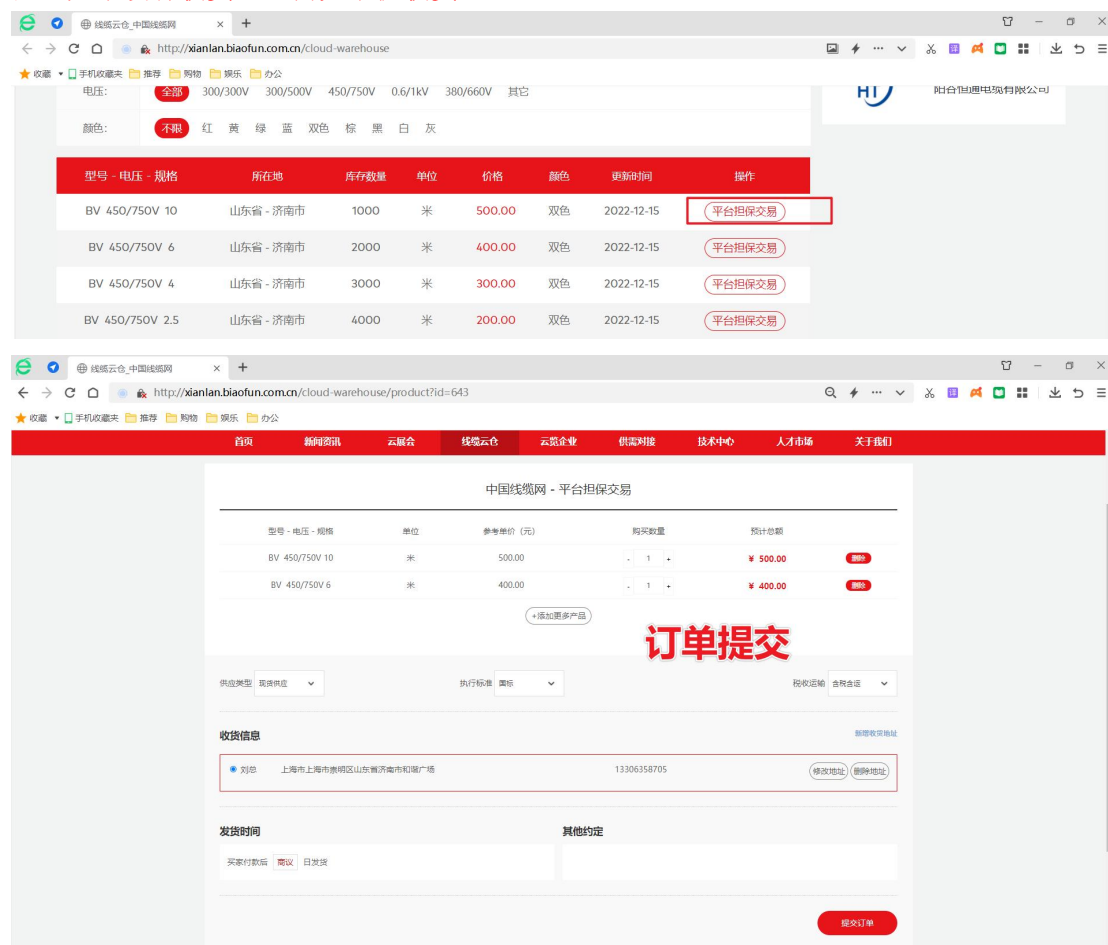 线缆云仓_中国线缆网
http://xianlan.biaofun.com.cn/cloud-warehouse
收藏 手机收藏夹 推荐 购物 娱乐 办公
电压: 全部 300/300V 300/500V 450/750V 0.6/1kV 380/660V 其它
HT 阳谷恒通电缆有限公司
颜色: 不限 红 黄 绿 蓝 双色 棕 黑 白 灰
型号 - 电压 - 规格 所在地 库存数量 单位 价格 颜色 更新时间 操作
BV 450/750V 10 山东省 - 济南市 1000 米 500.00 双色 2022-12-15 平台担保交易
BV 450/750V 6 山东省 - 济南市 2000 米 400.00 双色 2022-12-15 平台担保交易
BV 450/750V 4 山东省 - 济南市 3000 米 300.00 双色 2022-12-15 平台担保交易
BV 450/750V 2.5 山东省 - 济南市 4000 米 200.00 双色 2022-12-15 平台担保交易
线缆云仓_中国线缆网
http://xianlan.biaofun.com.cn/cloud-warehouse/product?id=643
收藏 手机收藏夹 推荐 购物 娱乐 办公
首页 新闻资讯 云展会 线缆云仓 云览企业 供需对接 技术中心 人才市场 关于我们
中国线缆网 - 平台担保交易
型号 - 电压 - 规格 单位 参考单价（元） 购买数量 预计总额
BV 450/750V 10 米 500.00 - 1 + ¥ 500.00 删除
BV 450/750V 6 米 400.00 - 1 + ¥ 400.00 删除
+添加更多产品
订单提交
供应类型 现货供应 执行标准 国标 税收运输 含税含运
收货信息 新增收货地址
刘总 上海市上海市崇明区山东省济南市和谐广场 13306358705 修改地址 删除地址
发货时间 其他约定
买家付款后 商议 日发货
提交订单